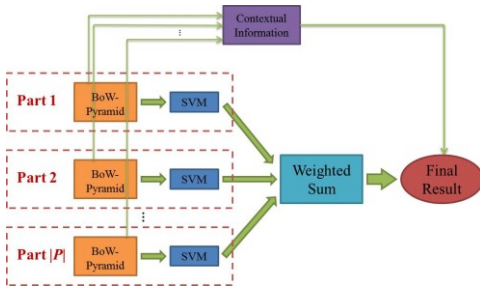 Contextual
Information
⋮
Part 1
BoW-
Pyramid
SVM
Part 2
BoW-
Pyramid
SVM
Weighted
Sum
Final
Result
⋮
Part |P|
BoW-
Pyramid
SVM